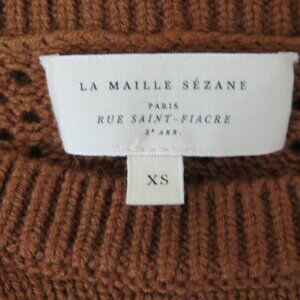 LA MAILLE SÉZANE
PARIS
RUE SAINT-FIACRE
2e ARR.
XS